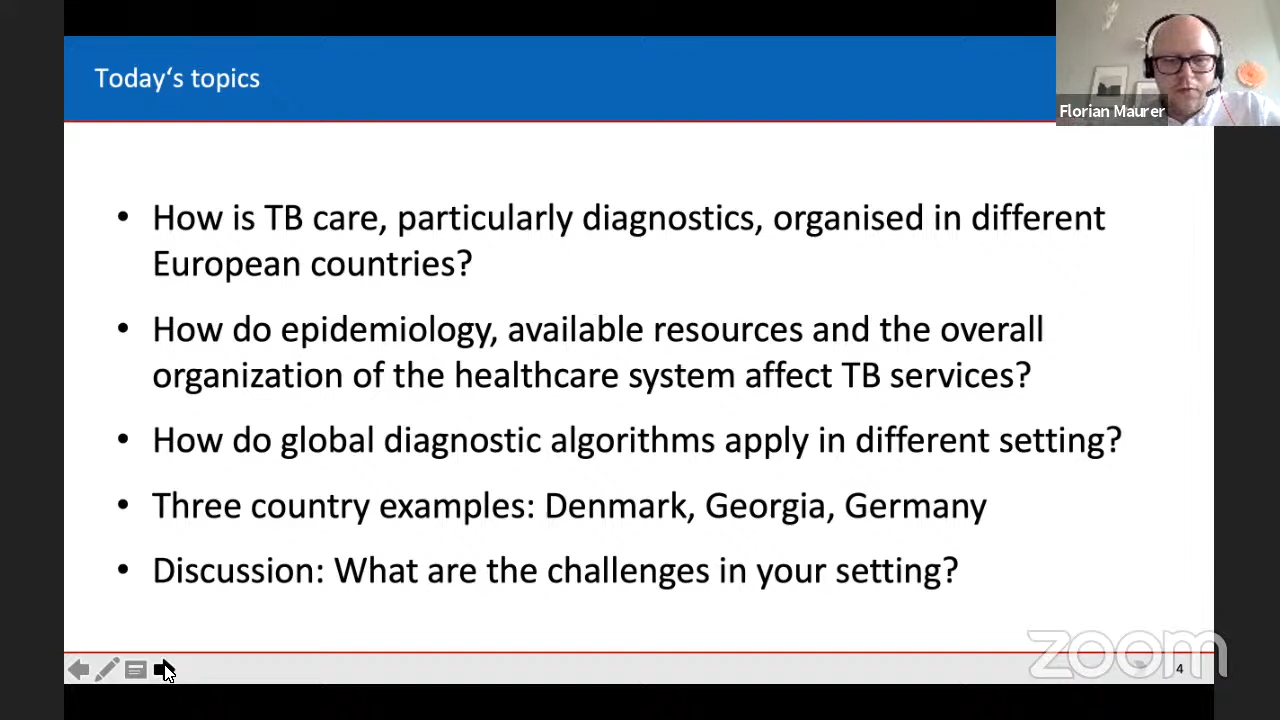 Today‘s topics
Florian Maurer
• How is TB care, particularly diagnostics, organised in different
European countries?
• How do epidemiology, available resources and the overall
organization of the healthcare system affect TB services?
• How do global diagnostic algorithms apply in different setting?
• Three country examples: Denmark, Georgia, Germany
• Discussion: What are the challenges in your setting?
zoom
4